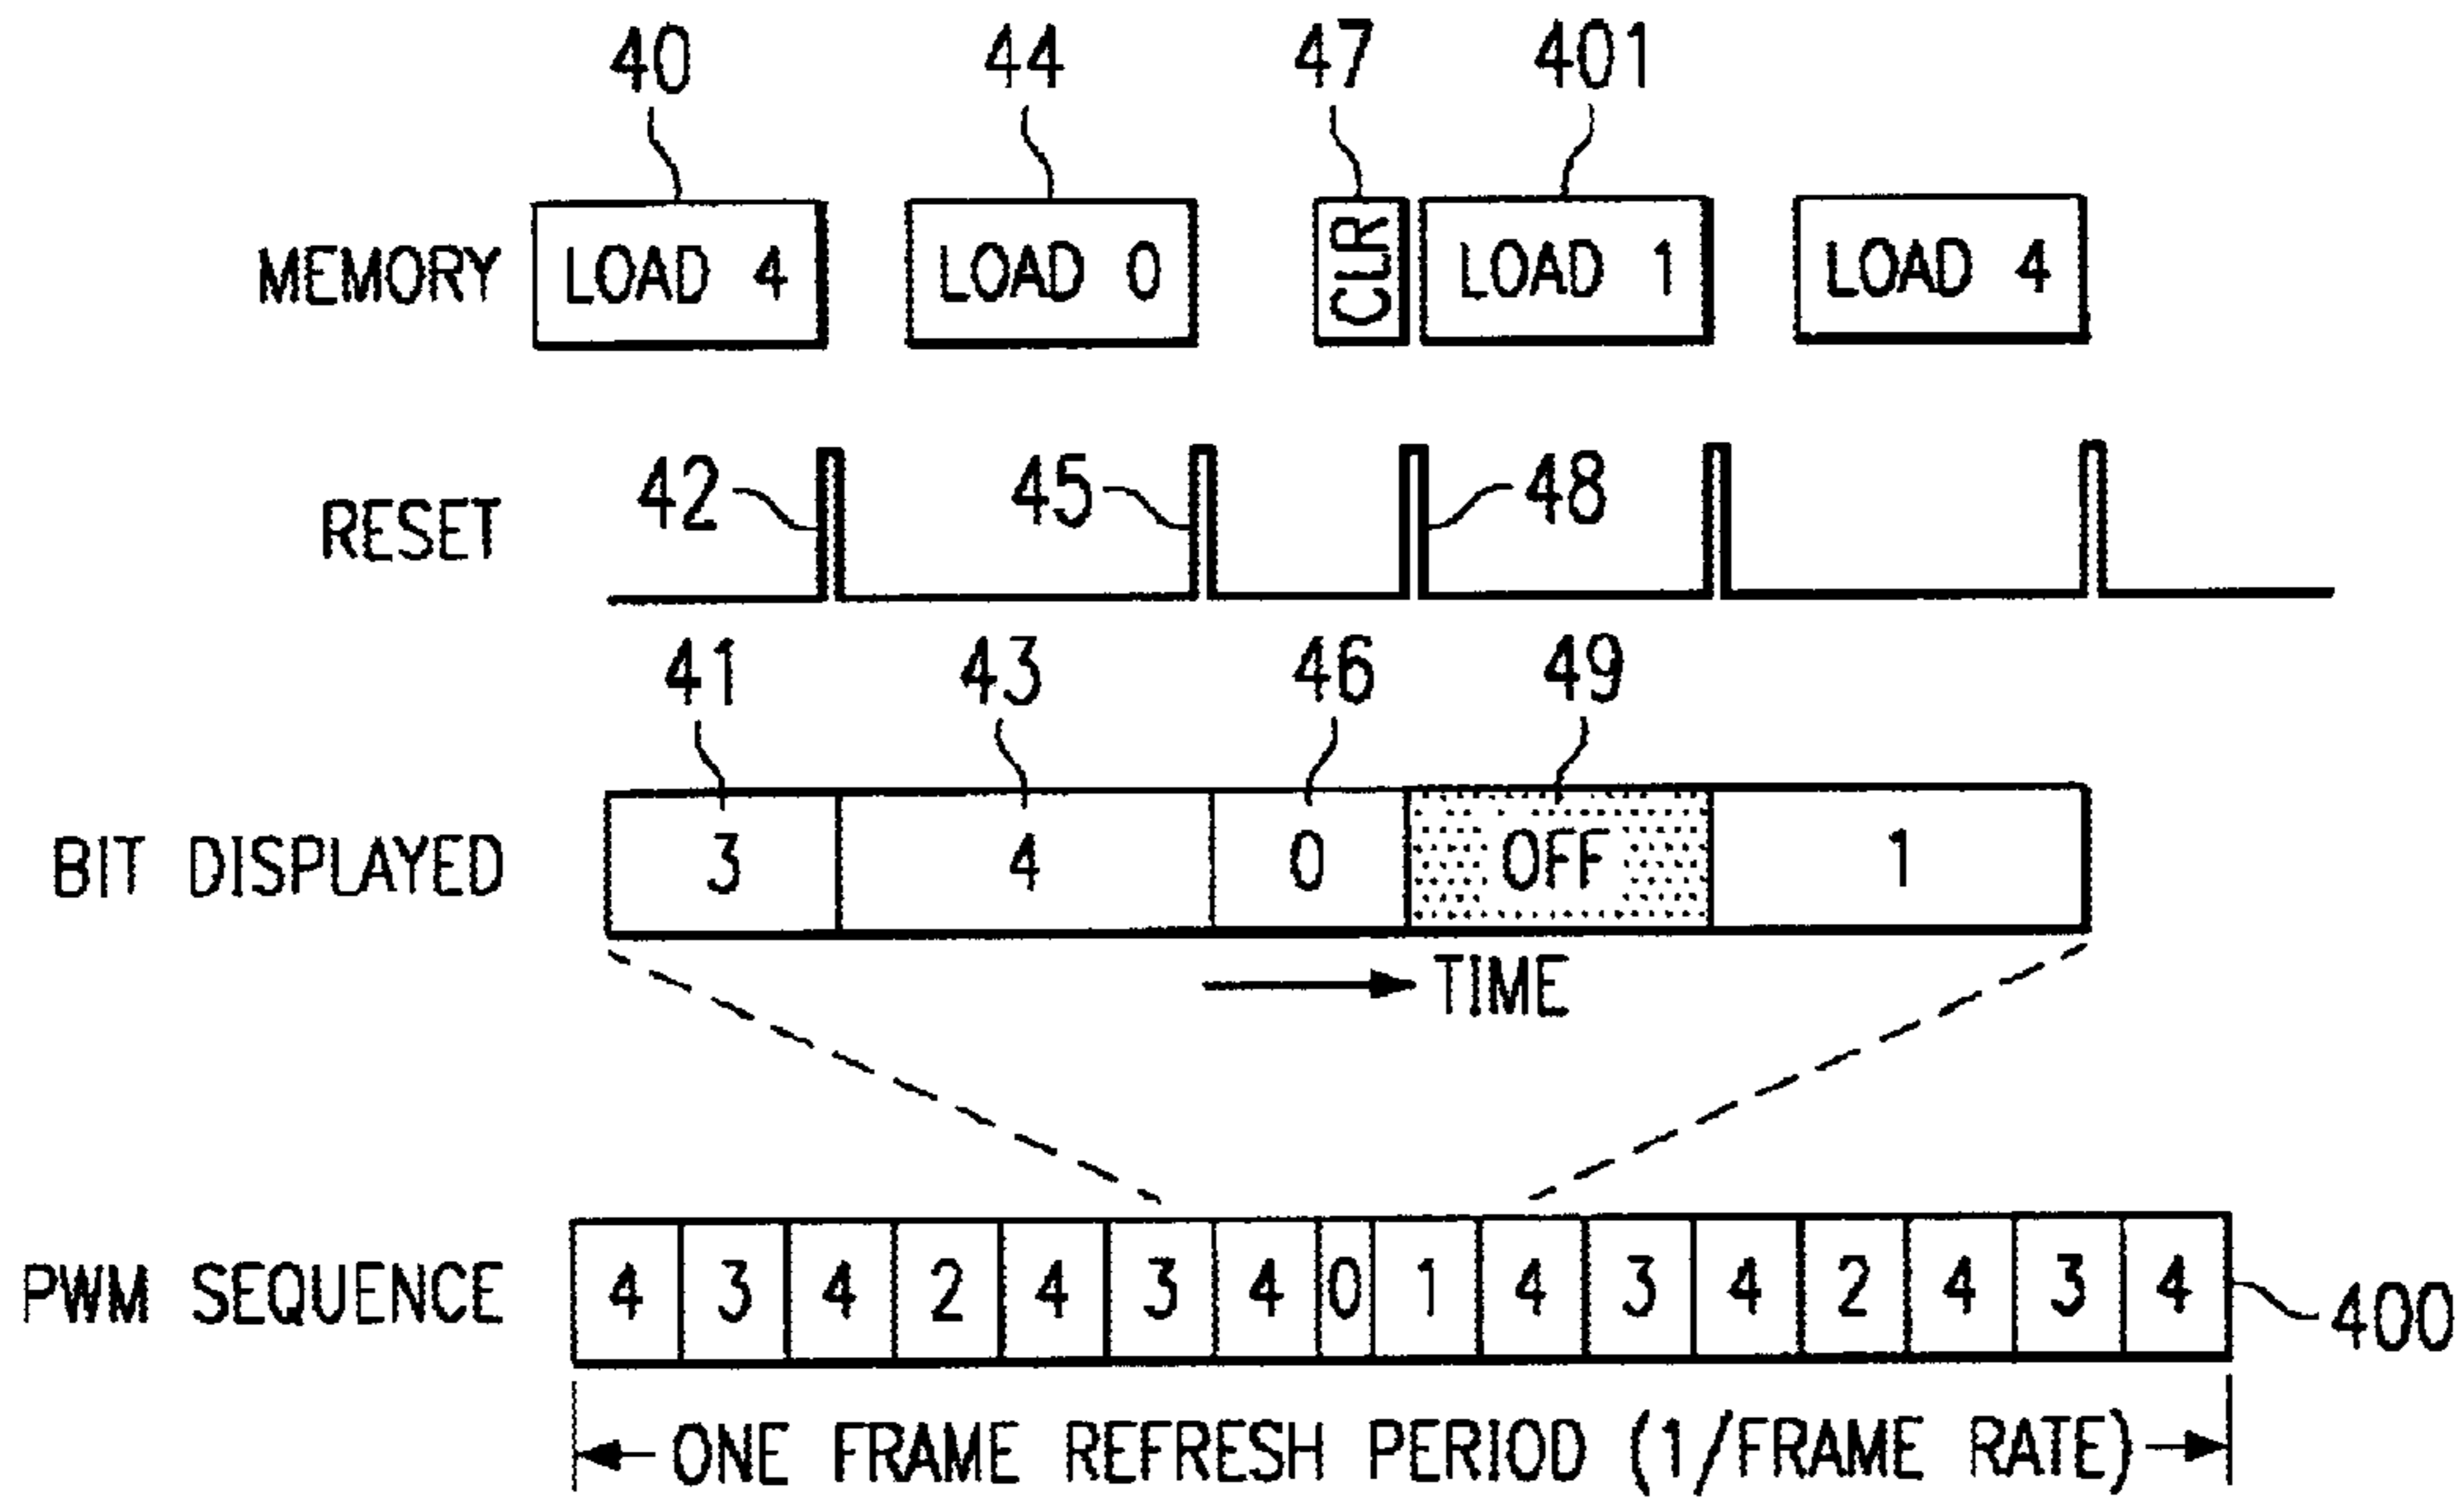 40 44 47 401
MEMORY LOAD 4 LOAD 0 CLR LOAD 1 LOAD 4
RESET 42 45 48
41 43 46 49
BIT DISPLAYED 3 4 0 OFF 1
TIME
PWM SEQUENCE 4 3 4 2 4 3 4 0 1 4 3 4 2 4 3 4 400
ONE FRAME REFRESH PERIOD (1/FRAME RATE)